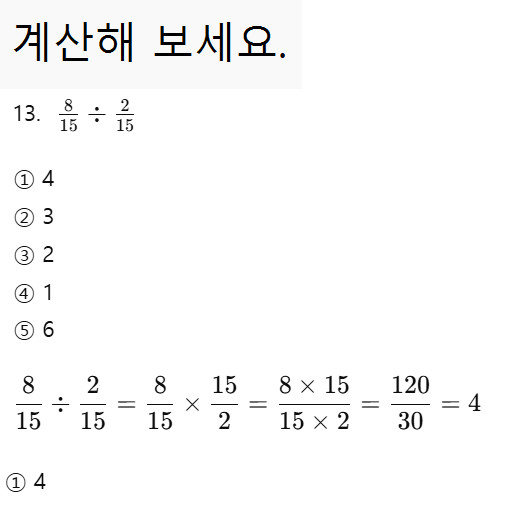 계산해 보세요.
13. 8/15 ÷ 2/15
① 4
② 3
③ 2
④ 1
⑤ 6
8/15 ÷ 2/15 = 8/15 × 15/2 = (8 × 15)/(15 × 2) = 120/30 = 4
① 4